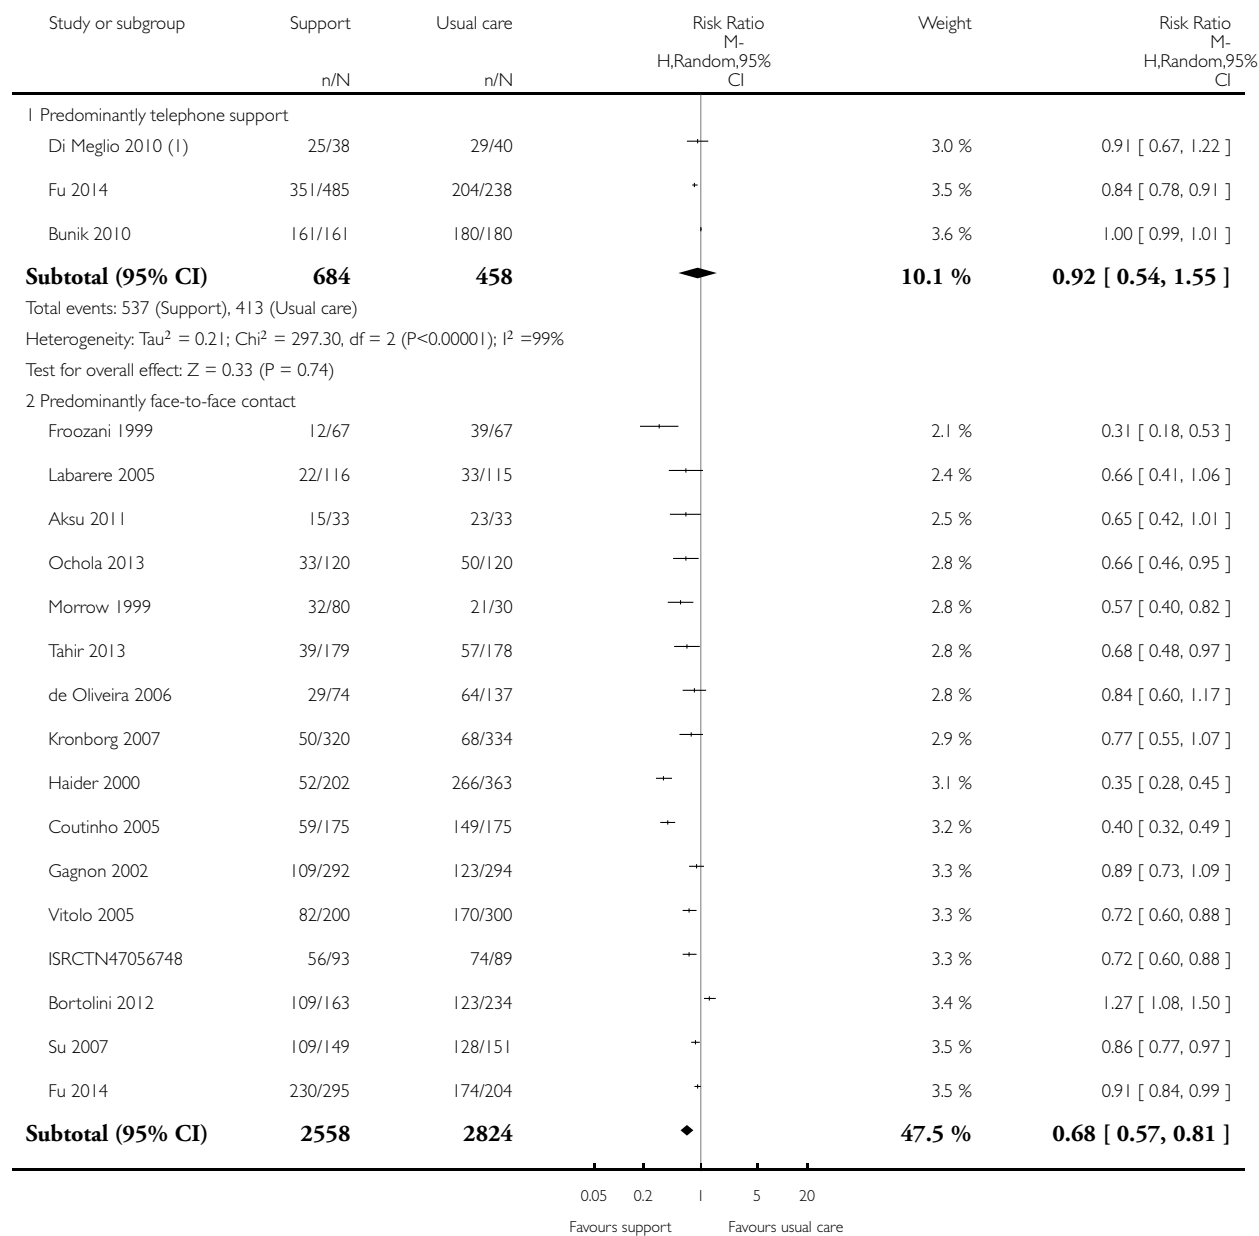 Study or subgroup Support Usual care Risk Ratio Weight Risk Ratio
M- M-
H,Random,95% H,Random,95%
n/N n/N CI CI
1 Predominantly telephone support
Di Meglio 2010 (1) 25/38 29/40 3.0 % 0.91 [ 0.67, 1.22 ]
Fu 2014 351/485 204/238 3.5 % 0.84 [ 0.78, 0.91 ]
Bunik 2010 161/161 180/180 3.6 % 1.00 [ 0.99, 1.01 ]
Subtotal (95% CI) 684 458 10.1 % 0.92 [ 0.54, 1.55 ]
Total events: 537 (Support), 413 (Usual care)
Heterogeneity: Tau² = 0.21; Chi² = 297.30, df = 2 (P<0.00001); I² =99%
Test for overall effect: Z = 0.33 (P = 0.74)
2 Predominantly face-to-face contact
Froozani 1999 12/67 39/67 2.1 % 0.31 [ 0.18, 0.53 ]
Labarere 2005 22/116 33/115 2.4 % 0.66 [ 0.41, 1.06 ]
Aksu 2011 15/33 23/33 2.5 % 0.65 [ 0.42, 1.01 ]
Ochola 2013 33/120 50/120 2.8 % 0.66 [ 0.46, 0.95 ]
Morrow 1999 32/80 21/30 2.8 % 0.57 [ 0.40, 0.82 ]
Tahir 2013 39/179 57/178 2.8 % 0.68 [ 0.48, 0.97 ]
de Oliveira 2006 29/74 64/137 2.8 % 0.84 [ 0.60, 1.17 ]
Kronborg 2007 50/320 68/334 2.9 % 0.77 [ 0.55, 1.07 ]
Haider 2000 52/202 266/363 3.1 % 0.35 [ 0.28, 0.45 ]
Coutinho 2005 59/175 149/175 3.2 % 0.40 [ 0.32, 0.49 ]
Gagnon 2002 109/292 123/294 3.3 % 0.89 [ 0.73, 1.09 ]
Vitolo 2005 82/200 170/300 3.3 % 0.72 [ 0.60, 0.88 ]
ISRCTN47056748 56/93 74/89 3.3 % 0.72 [ 0.60, 0.88 ]
Bortolini 2012 109/163 123/234 3.4 % 1.27 [ 1.08, 1.50 ]
Su 2007 109/149 128/151 3.5 % 0.86 [ 0.77, 0.97 ]
Fu 2014 230/295 174/204 3.5 % 0.91 [ 0.84, 0.99 ]
Subtotal (95% CI) 2558 2824 47.5 % 0.68 [ 0.57, 0.81 ]
0.05 0.2 1 5 20
Favours support Favours usual care